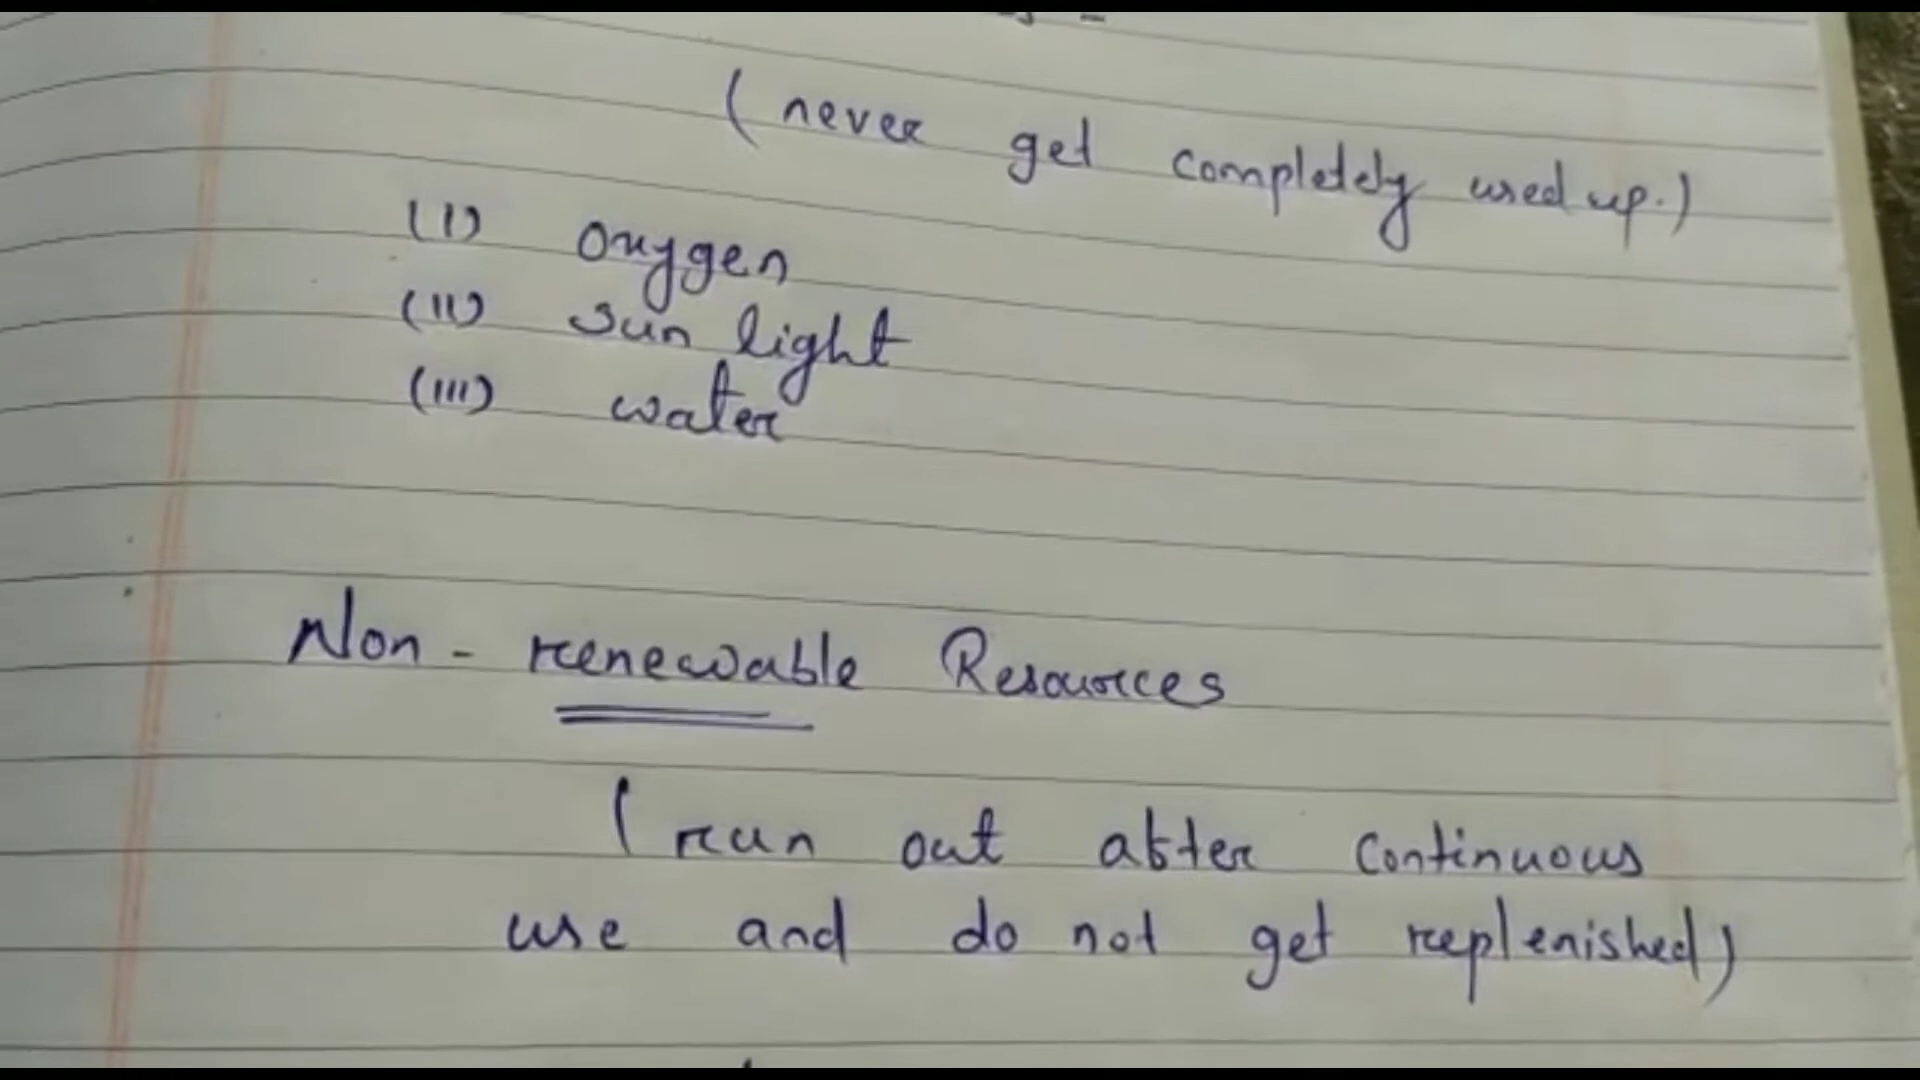 ( never get completely used up.)
(I) oxygen
(II) sun light
(III) water
Non - renewable Resources
( run out after continuous
use and do not get replenished)